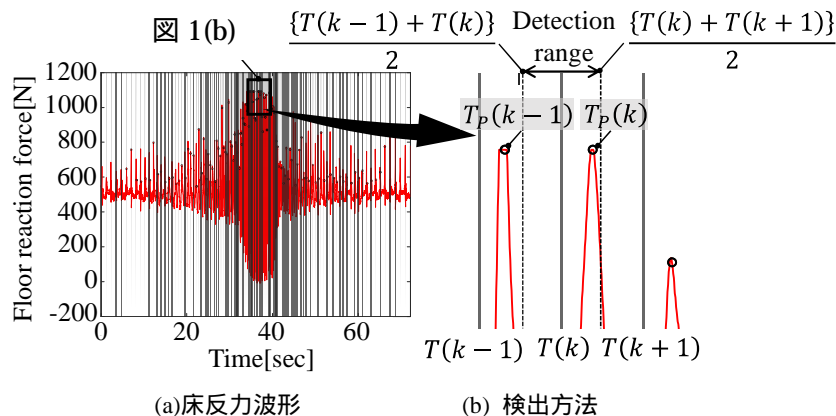 図 1(b)
{T(k − 1) + T(k)}
2
Detection
range
{T(k) + T(k + 1)}
2
Floor reaction force[N]
1200
1000
800
600
400
200
0
-200
0
20
40
60
Time[sec]
T_P(k − 1)
T_P(k)
T(k − 1)
T(k)
T(k + 1)
(a)床反力波形
(b) 検出方法